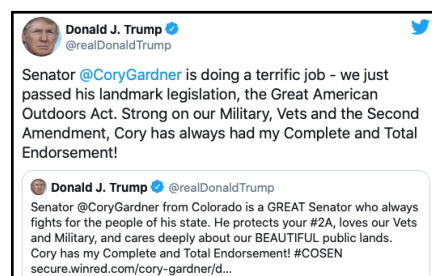 Donald J. Trump
@realDonaldTrump
Senator @CoryGardner is doing a terrific job - we just
passed his landmark legislation, the Great American
Outdoors Act. Strong on our Military, Vets and the Second
Amendment, Cory has always had my Complete and Total
Endorsement!
Donald J. Trump @realDonaldTrump
Senator @CoryGardner from Colorado is a GREAT Senator who always
fights for the people of his state. He protects your #2A, loves our Vets
and Military, and cares deeply about our BEAUTIFUL public lands.
Cory has my Complete and Total Endorsement! #COSEN
secure.winred.com/cory-gardner/d...